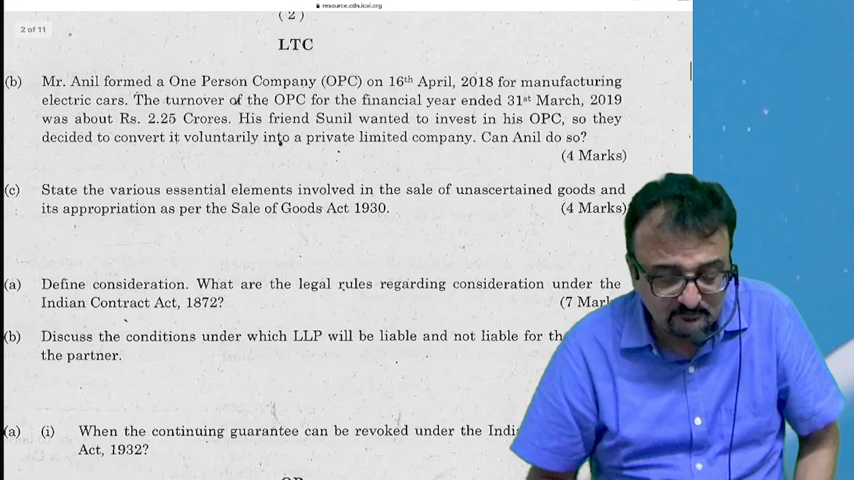 resource.cdn.icai.org
( 2 )
2 of 11
LTC
(b) Mr. Anil formed a One Person Company (OPC) on 16th April, 2018 for manufacturing
electric cars. The turnover of the OPC for the financial year ended 31st March, 2019
was about Rs. 2.25 Crores. His friend Sunil wanted to invest in his OPC, so they
decided to convert it voluntarily into a private limited company. Can Anil do so?
(4 Marks)
(c) State the various essential elements involved in the sale of unascertained goods and
its appropriation as per the Sale of Goods Act 1930. (4 Marks)
(a) Define consideration. What are the legal rules regarding consideration under the
Indian Contract Act, 1872? (7 Mark
(b) Discuss the conditions under which LLP will be liable and not liable for
the partner.
(a) (i) When the continuing guarantee can be revoked under the
Act, 1932?